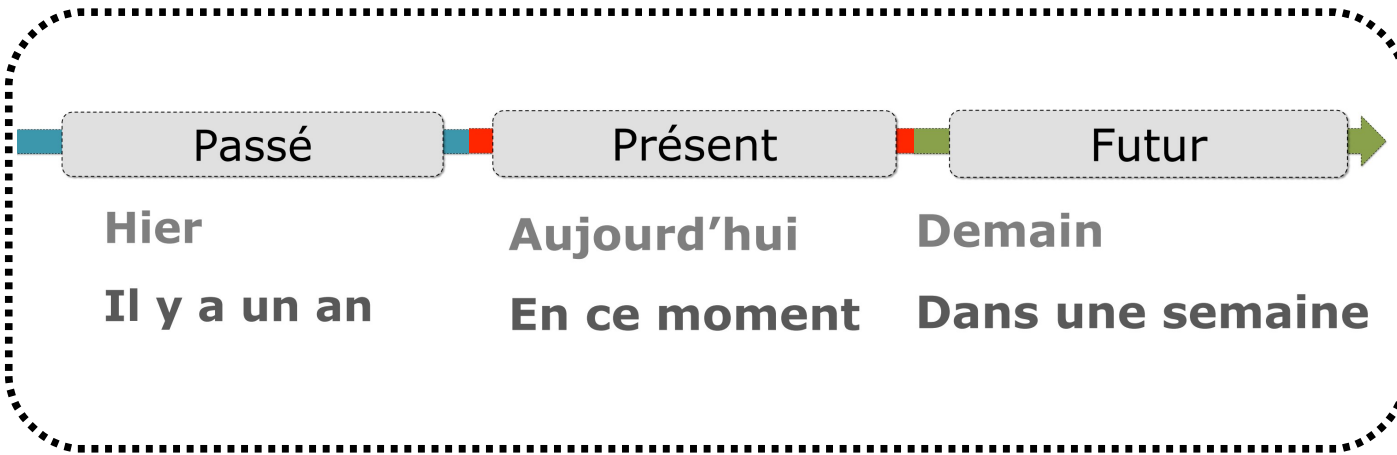 Passé
Présent
Futur
Hier
Aujourd’hui
Demain
Il y a un an
En ce moment
Dans une semaine